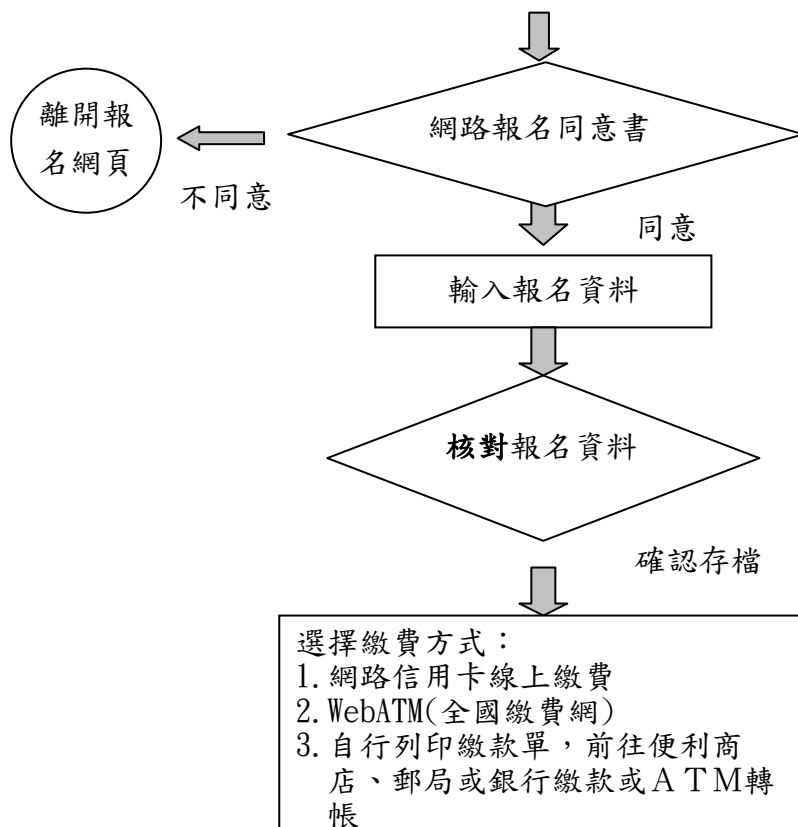 離開報
名網頁
網路報名同意書
不同意
同意
輸入報名資料
核對報名資料
確認存檔
選擇繳費方式：
1.網路信用卡線上繳費
2.WebATM(全國繳費網)
3.自行列印繳款單，前往便利商
店、郵局或銀行繳款或ＡＴＭ轉
帳